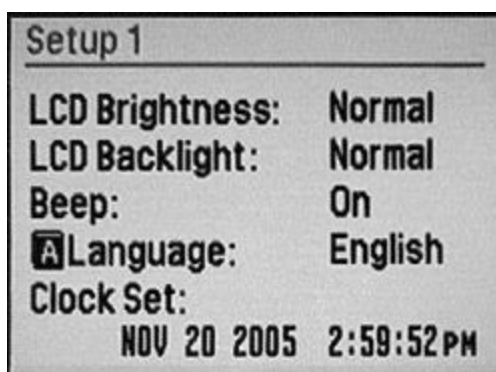 Setup 1
LCD Brightness: Normal
LCD Backlight: Normal
Beep: On
A Language: English
Clock Set:
NOV 20 2005 2:59:52 PM